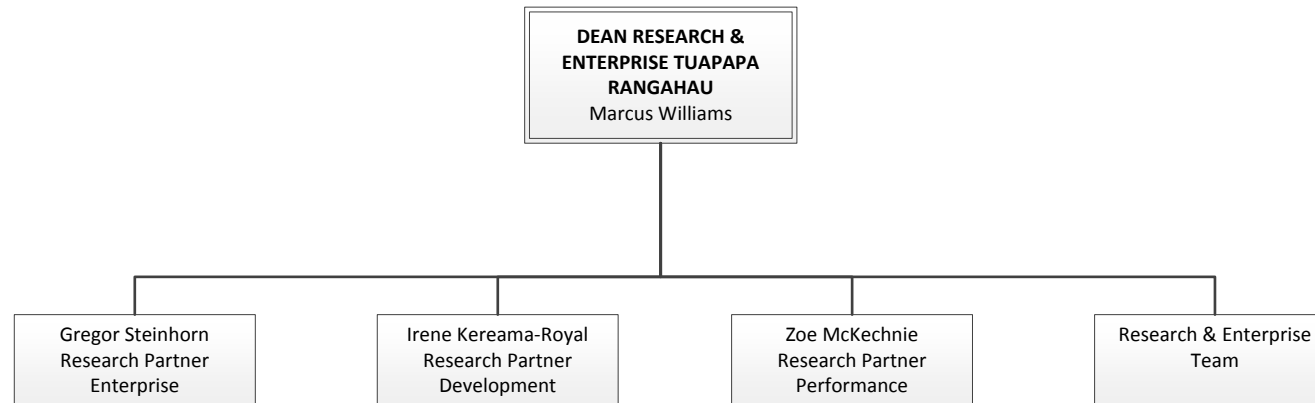 DEAN RESEARCH &
ENTERPRISE TUAPAPA
RANGAHAU
Marcus Williams
Gregor Steinhorn
Research Partner
Enterprise
Irene Kereama-Royal
Research Partner
Development
Zoe McKechnie
Research Partner
Performance
Research & Enterprise
Team